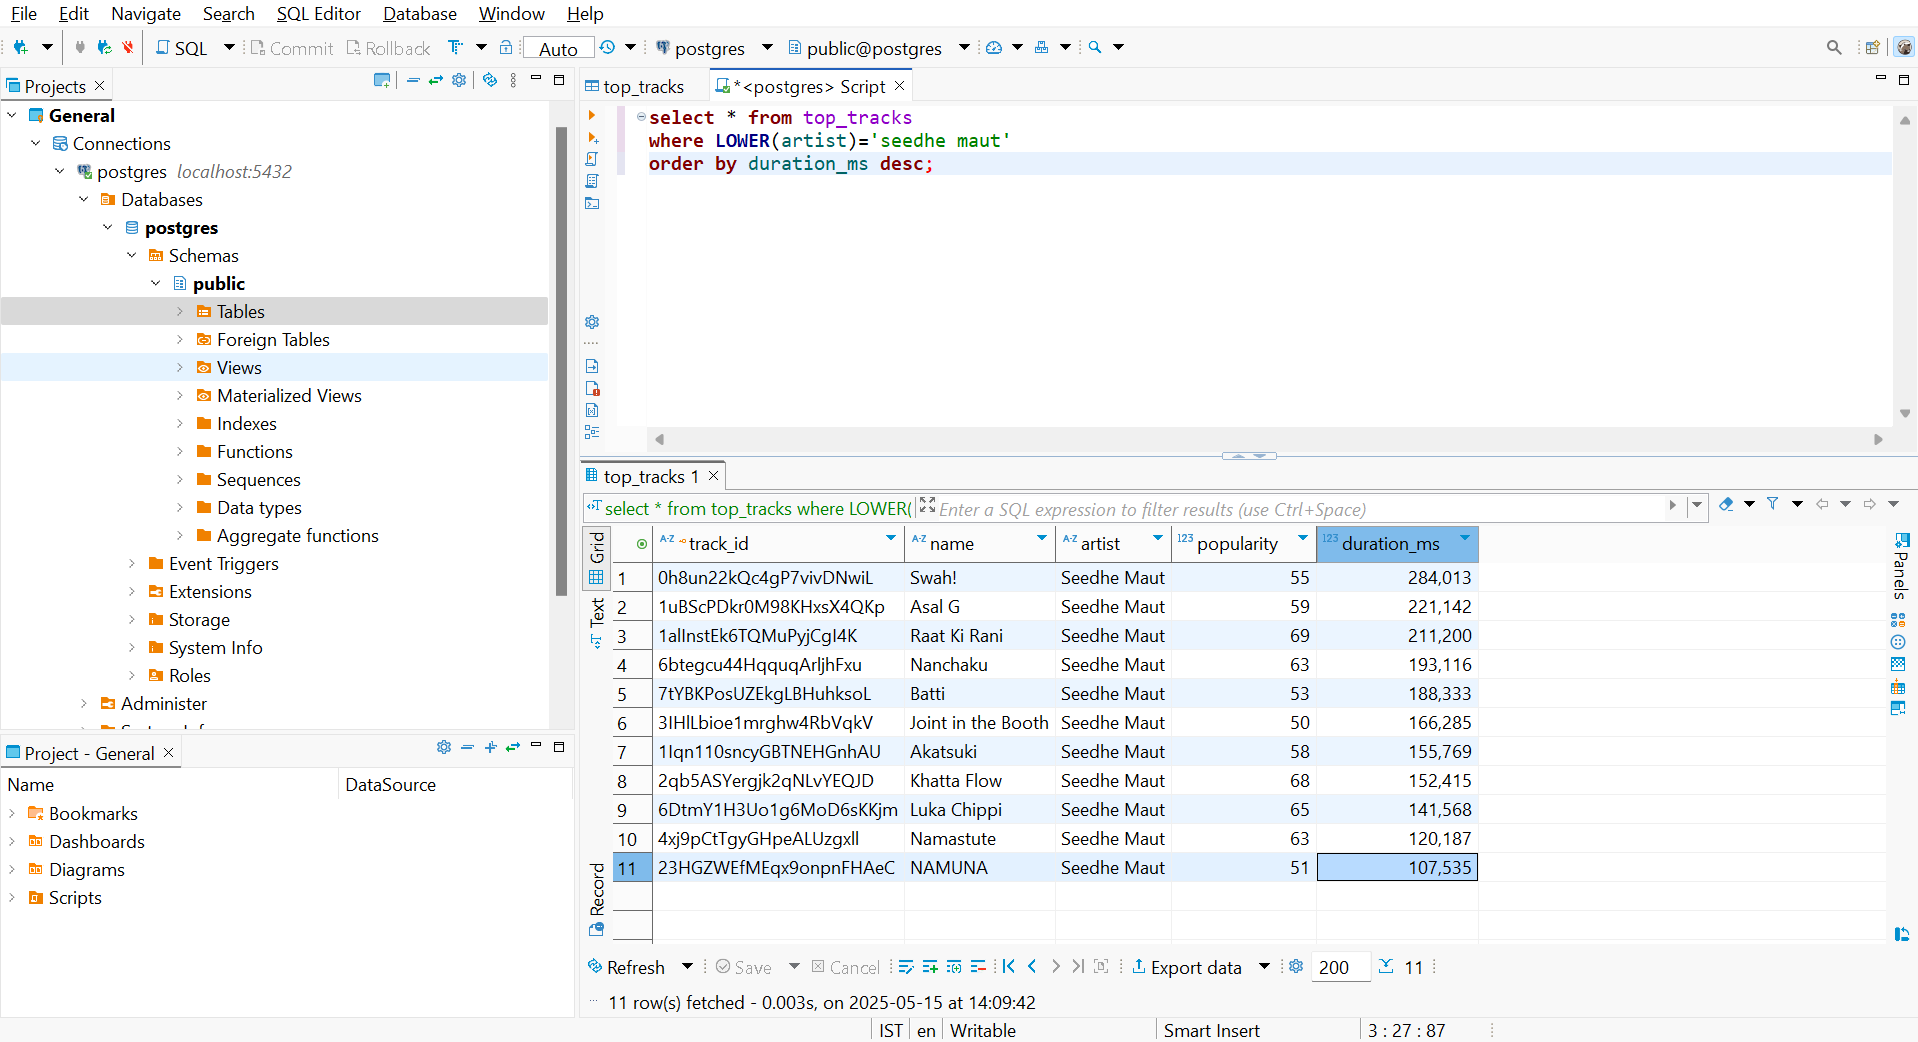 File Edit Navigate Search SQL Editor Database Window Help
SQL Commit Rollback Auto postgres public@postgres
Projects
General
Connections
postgres localhost:5432
Databases
postgres
Schemas
public
Tables
Foreign Tables
Views
Materialized Views
Indexes
Functions
Sequences
Data types
Aggregate functions
Event Triggers
Extensions
Storage
System Info
Roles
Administer
Project - General
Name DataSource
Bookmarks
Dashboards
Diagrams
Scripts
top_tracks *<postgres> Script
select * from top_tracks
where LOWER(artist)='seedhe maut'
order by duration_ms desc;
top_tracks 1
select * from top_tracks where LOWER( Enter a SQL expression to filter results (use Ctrl+Space)
Grid
Text
Record
Panels
A-Z track_id A-Z name A-Z artist 123 popularity 123 duration_ms
1 0h8un22kQc4gP7vivDNwiL Swah! Seedhe Maut 55 284,013
2 1uBScPDkr0M98KHxsX4QKp Asal G Seedhe Maut 59 221,142
3 1allnstEk6TQMuPyjCgI4K Raat Ki Rani Seedhe Maut 69 211,200
4 6btegcu44HqquqArljhFxu Nanchaku Seedhe Maut 63 193,116
5 7tYBKPosUZEkgLBHuhksoL Batti Seedhe Maut 53 188,333
6 3IHlLbioe1mrghw4RbVqkV Joint in the Booth Seedhe Maut 50 166,285
7 1Iqn110sncyGBTNEHGnhAU Akatsuki Seedhe Maut 58 155,769
8 2qb5ASYergjk2qNLvYEQJD Khatta Flow Seedhe Maut 68 152,415
9 6DtmY1H3Uo1g6MoD6sKKjm Luka Chippi Seedhe Maut 65 141,568
10 4xj9pCtTgyGHpeALUzgxll Namastute Seedhe Maut 63 120,187
11 23HGZWEfMEqx9onpnFHAeC NAMUNA Seedhe Maut 51 107,535
Refresh Save Cancel Export data 200 11
11 row(s) fetched - 0.003s, on 2025-05-15 at 14:09:42
IST en Writable Smart Insert 3 : 27 : 87